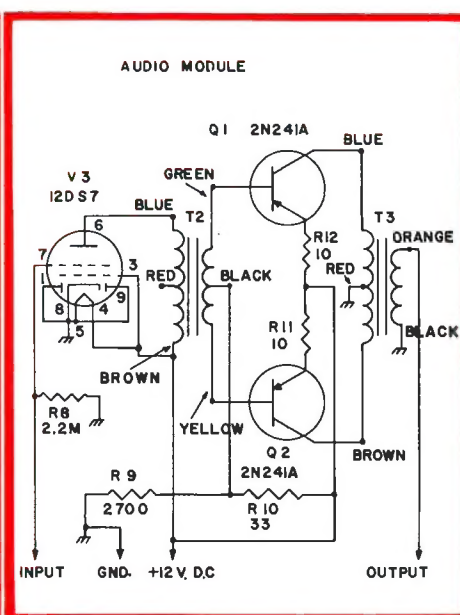 AUDIO MODULE
Q1 2N241A
BLUE
V 3
12DS7
GREEN
6
BLUE
T2
T3
ORANGE
7
3
R12
10
RED
RED
BLACK
1
9
8
5
4
R11
10
BLACK
BROWN
YELLOW
R8
2.2M
Q2
2N241A
BROWN
R 9
2700
R 10
33
INPUT
GND.
+12 V. D.C
OUTPUT